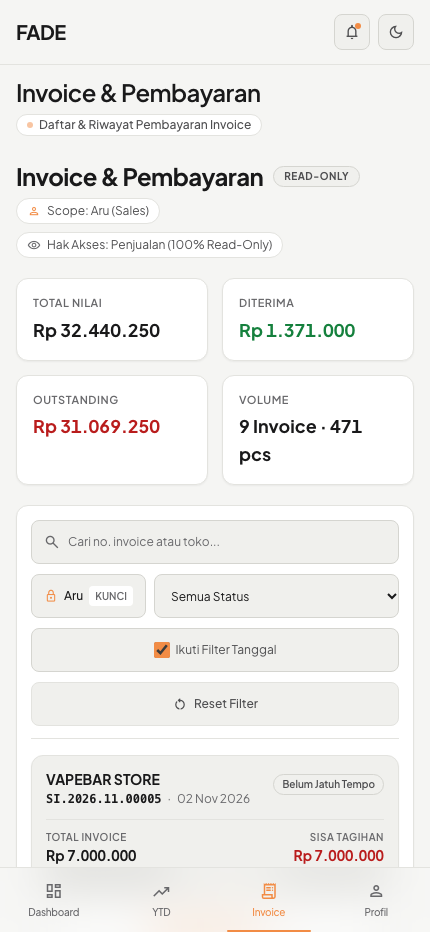 FADE
Invoice & Pembayaran
Daftar & Riwayat Pembayaran Invoice
Invoice & Pembayaran READ-ONLY
Scope: Aru (Sales)
Hak Akses: Penjualan (100% Read-Only)
TOTAL NILAI
Rp 32.440.250
DITERIMA
Rp 1.371.000
OUTSTANDING
Rp 31.069.250
VOLUME
9 Invoice · 471
pcs
Cari no. invoice atau toko...
Aru KUNCI
Semua Status
Ikuti Filter Tanggal
Reset Filter
VAPEBAR STORE
Belum Jatuh Tempo
SI.2026.11.00005 · 02 Nov 2026
TOTAL INVOICE
SISA TAGIHAN
Rp 7.000.000
Rp 7.000.000
Dashboard
YTD
Invoice
Profil